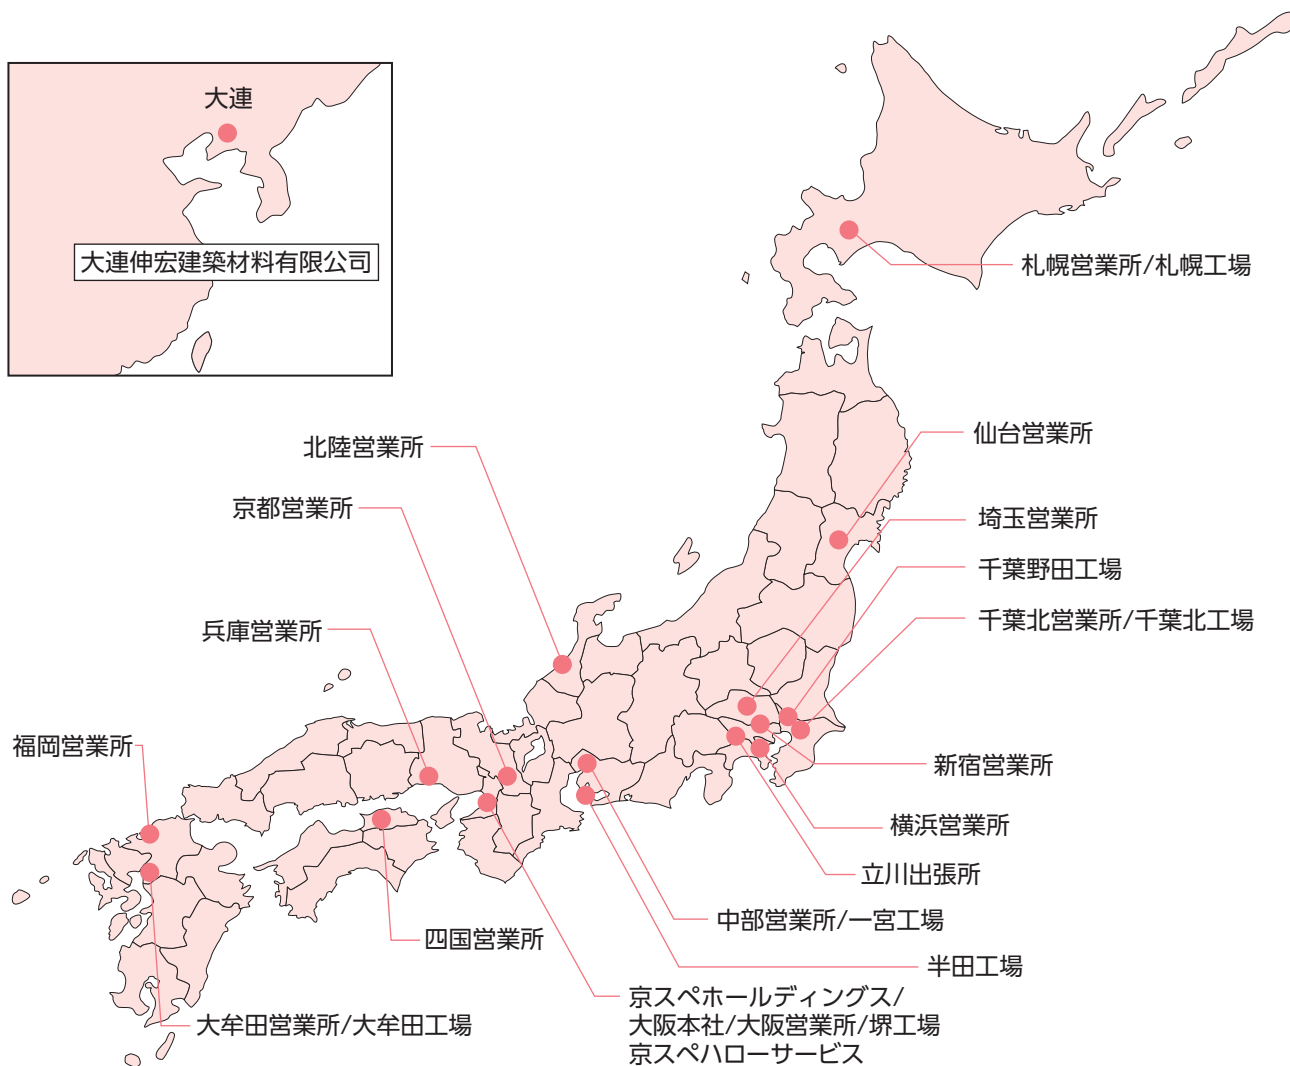 大連
大連伸宏建築材料有限公司
札幌営業所/札幌工場
仙台営業所
北陸営業所
京都営業所
埼玉営業所
千葉野田工場
千葉北営業所/千葉北工場
兵庫営業所
福岡営業所
新宿営業所
横浜営業所
立川出張所
中部営業所/一宮工場
四国営業所
半田工場
京スペホールディングス/
大阪本社/大阪営業所/堺工場
京スペハローサービス
大牟田営業所/大牟田工場